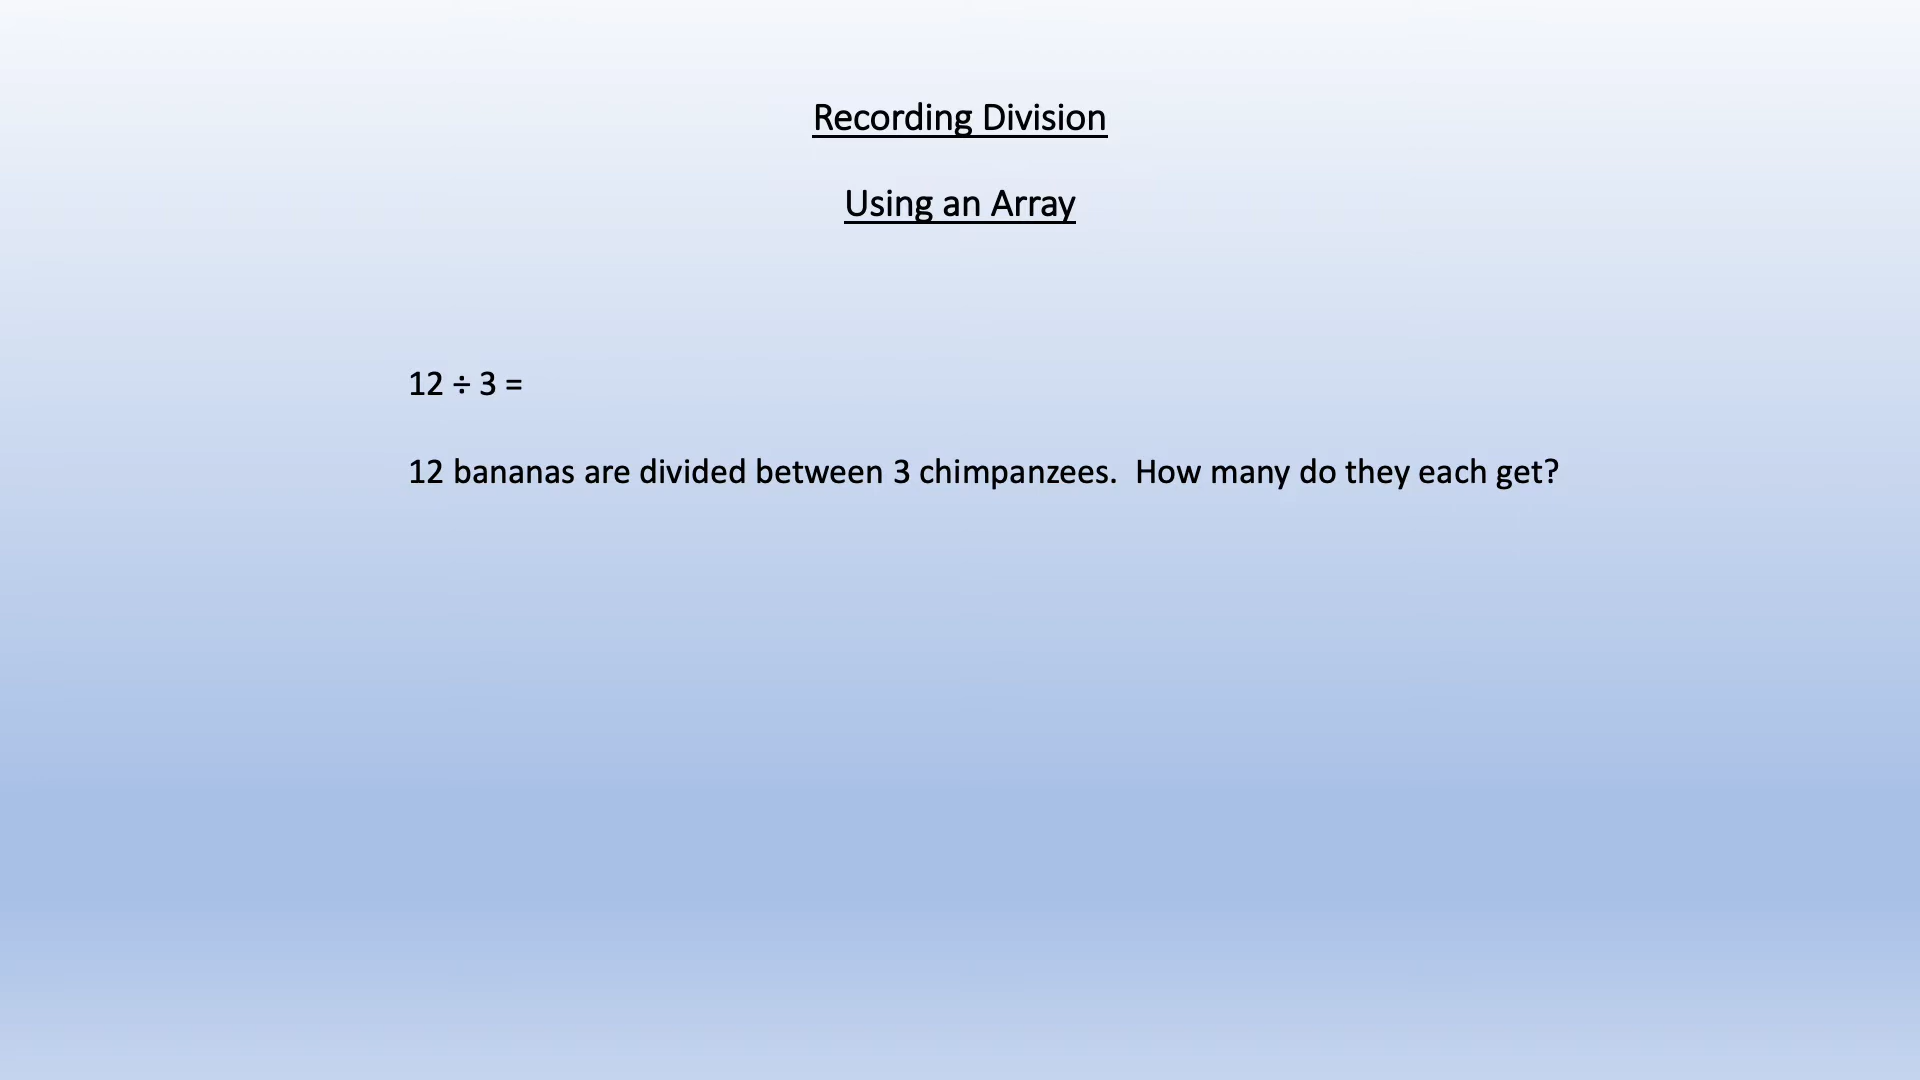 Recording Division
Using an Array
12 ÷ 3 =
12 bananas are divided between 3 chimpanzees.  How many do they each get?